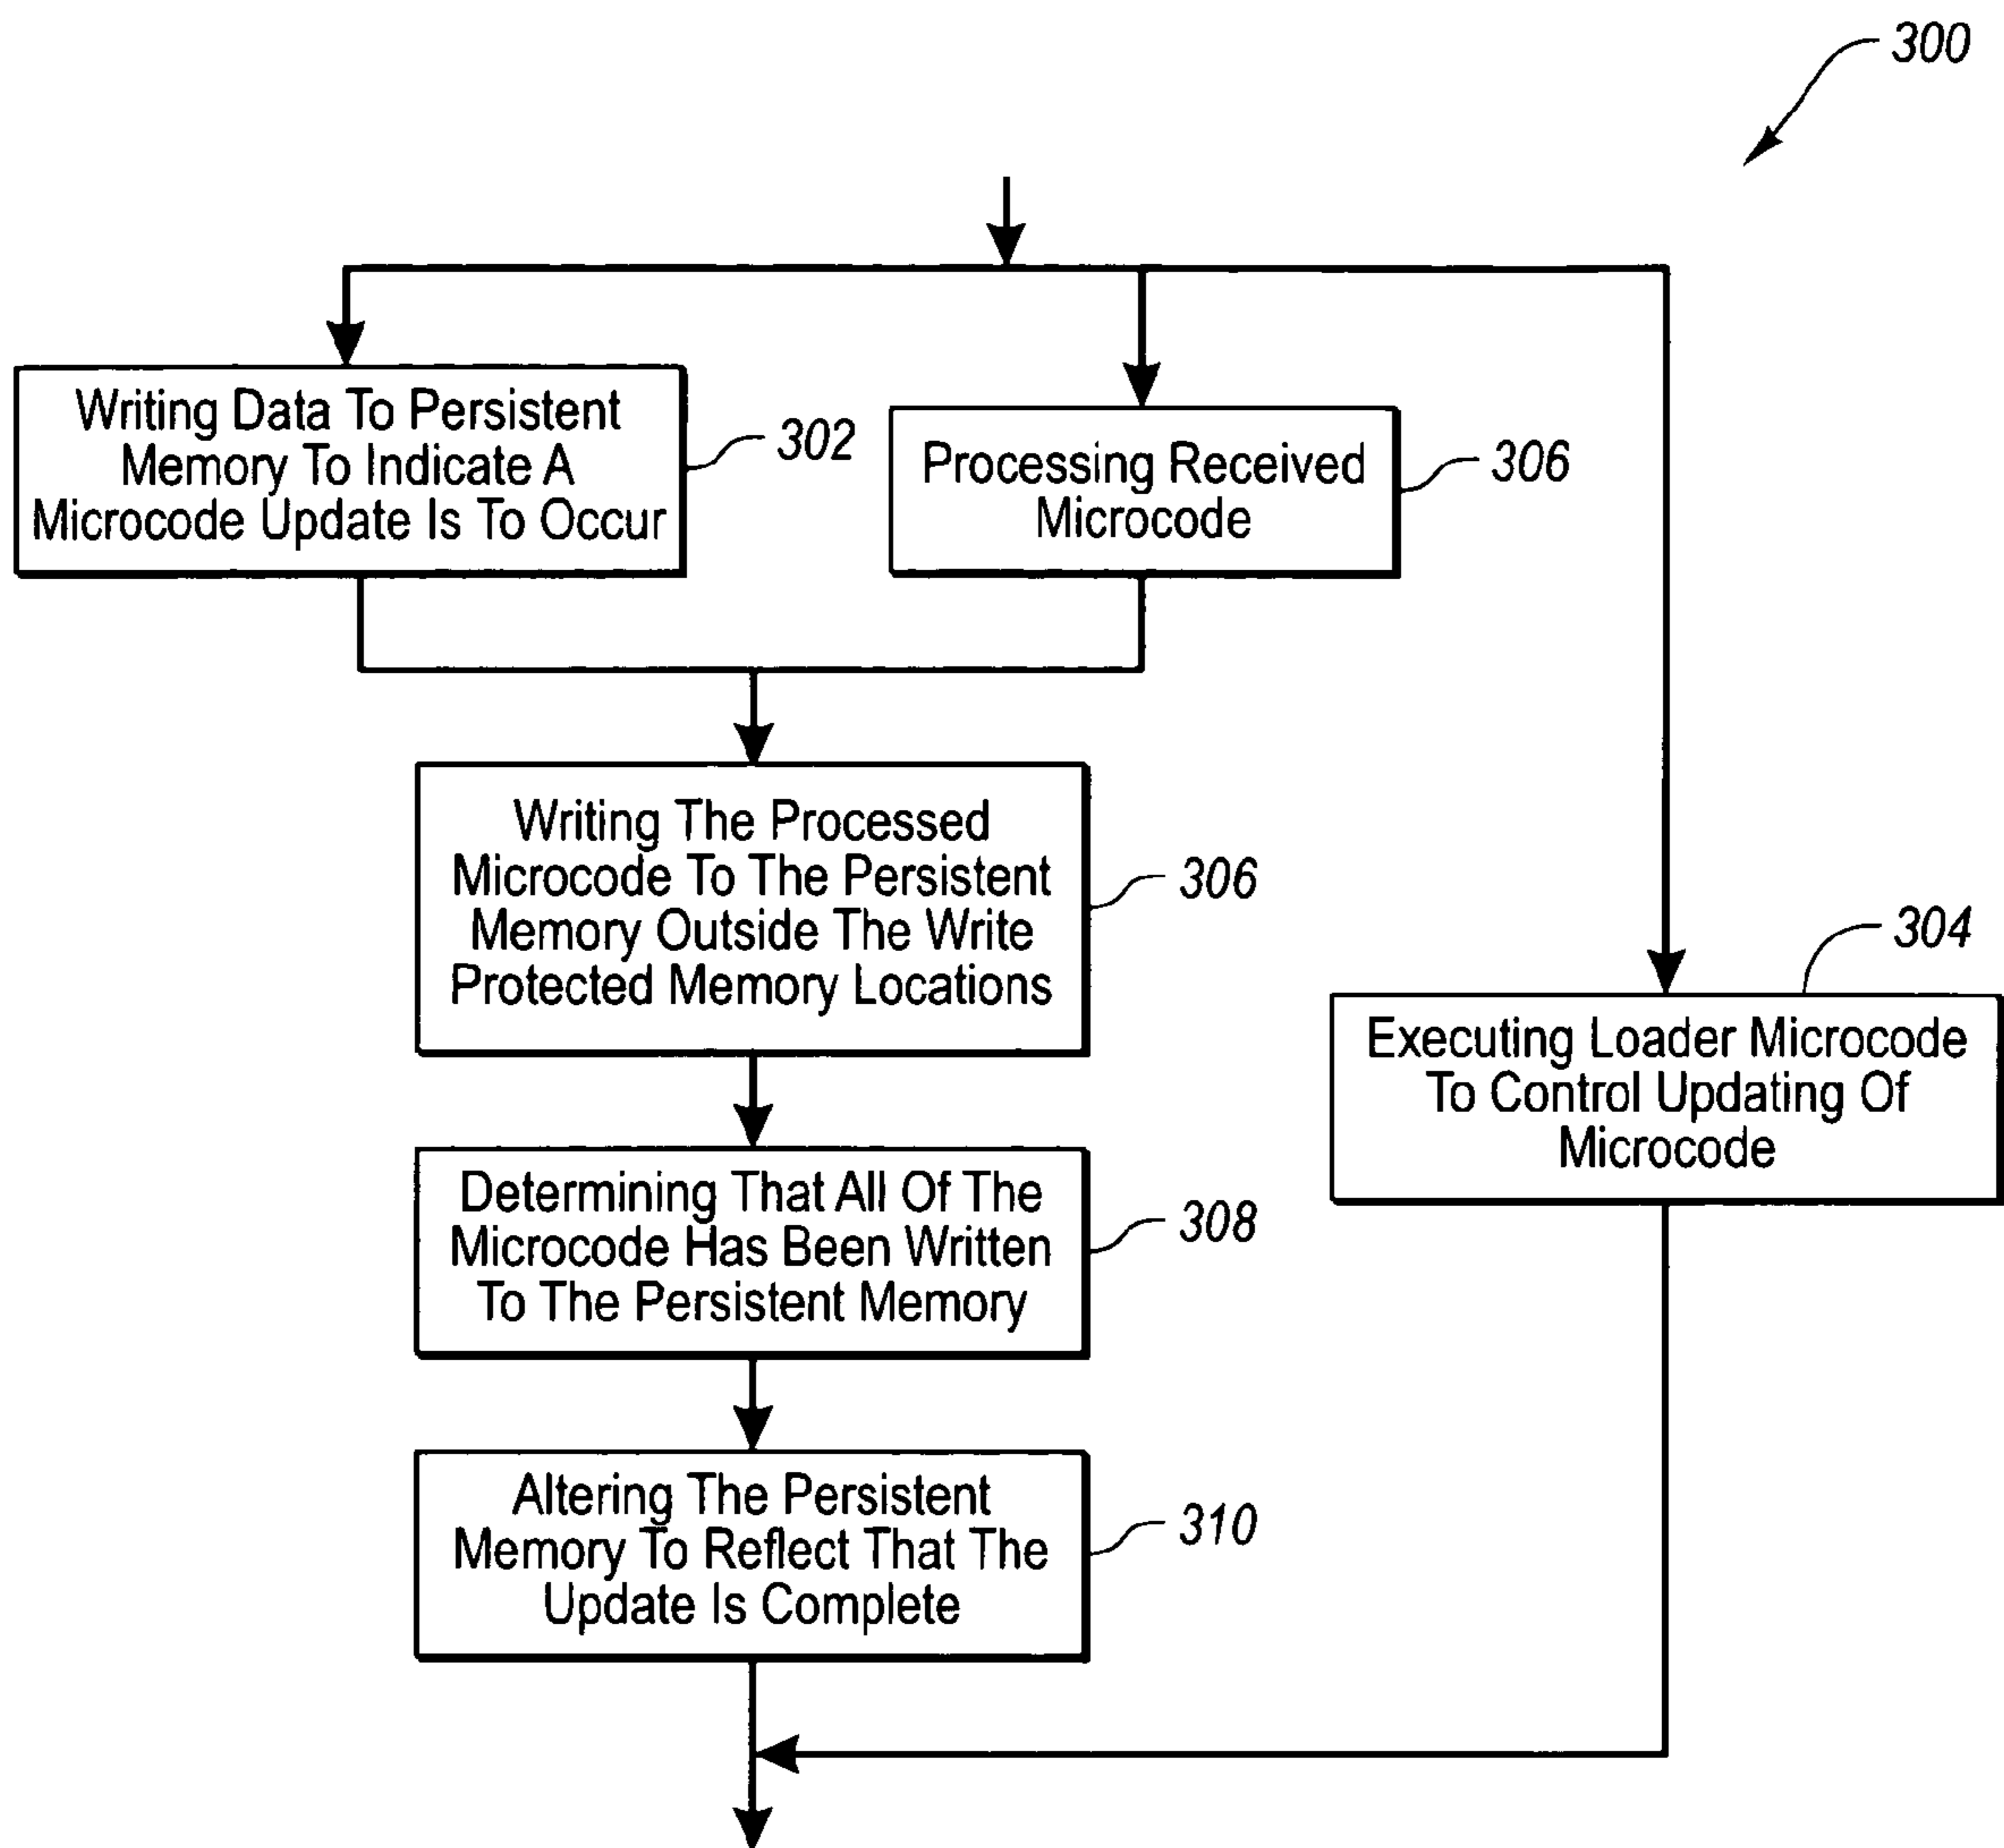 300
Writing Data To Persistent
Memory To Indicate A
Microcode Update Is To Occur
302
Processing Received
Microcode
306
Writing The Processed
Microcode To The Persistent
Memory Outside The Write
Protected Memory Locations
306
304
Executing Loader Microcode
To Control Updating Of
Microcode
Determining That All Of The
Microcode Has Been Written
To The Persistent Memory
308
Altering The Persistent
Memory To Reflect That The
Update Is Complete
310